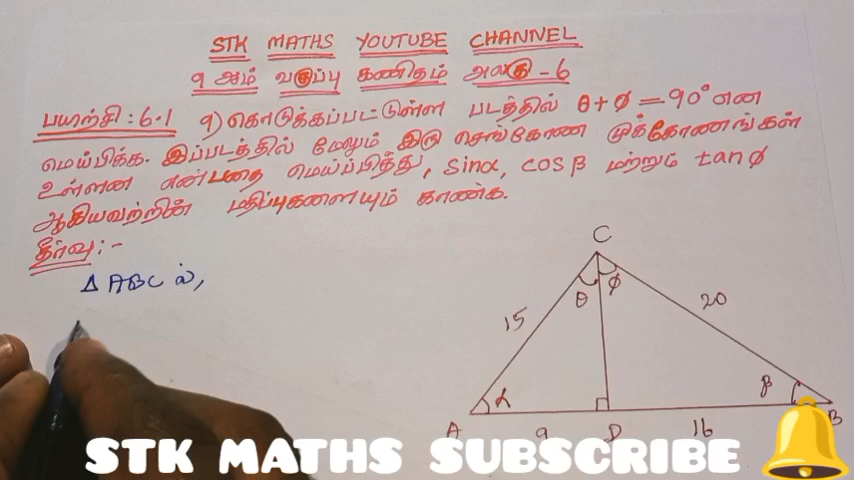 STK MATHS YOUTUBE CHANNEL
9 ஆம் வகுப்பு கணிதம் அலகு - 6
பயிற்சி : 6.1 9) கொடுக்கப்பட்டுள்ள படத்தில் θ + φ = 90° என
மெய்பிக்க. இப்படத்தில் மேலும் இரு செங்கோண முக்கோணங்கள்
உள்ளன என்பதை மெய்ப்பித்து, sinα, cosβ மற்றும் tanφ
ஆகியவற்றின் மதிப்புகளையும் காண்க.
தீர்வு :-
Δ ABC ல்,
C
θ φ
15 20
α β
A 9 D 16 B
STK MATHS SUBSCRIBE